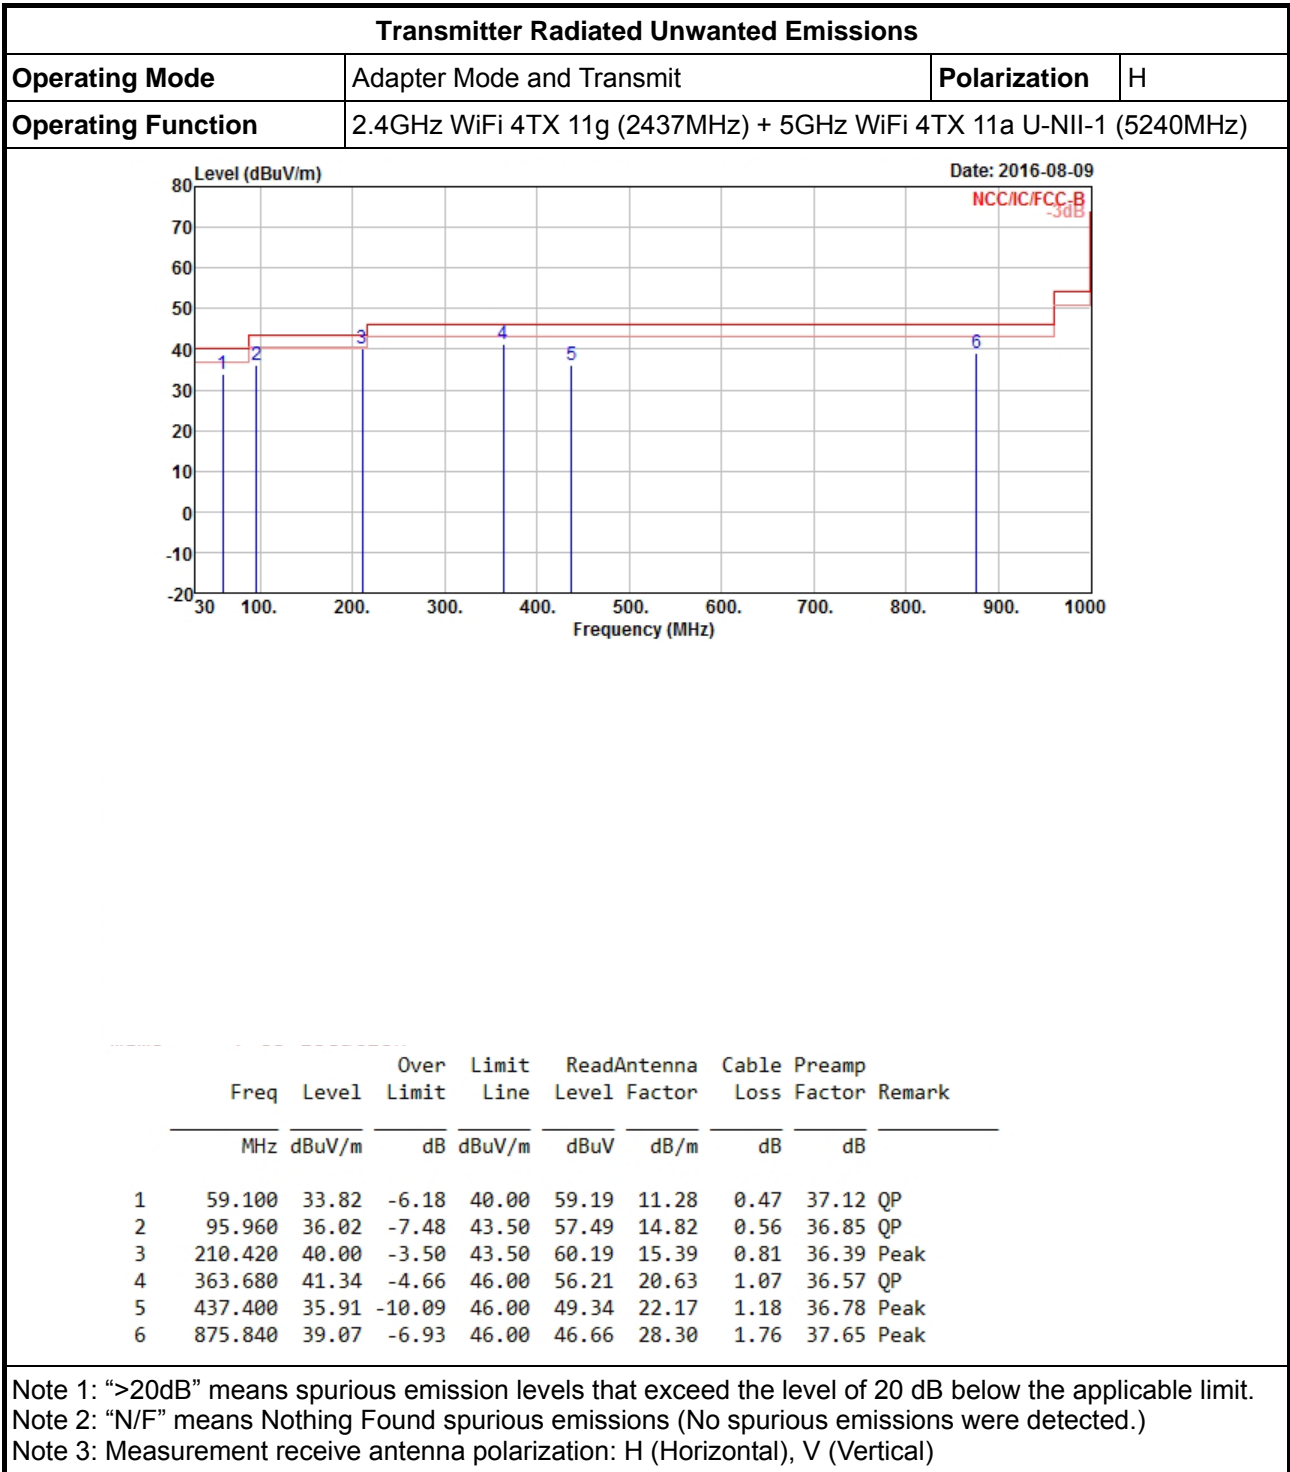 Transmitter Radiated Unwanted Emissions
Operating Mode Adapter Mode and Transmit Polarization H
Operating Function 2.4GHz WiFi 4TX 11g (2437MHz) + 5GHz WiFi 4TX 11a U-NII-1 (5240MHz)
Level (dBuV/m) Date: 2016-08-09
80
NCC/IC/FCC-B
-3dB
70
60
50
40
30
20
10
0
-10
-20
1 2 3 4 5 6
30 100. 200. 300. 400. 500. 600. 700. 800. 900. 1000
Frequency (MHz)
Over Limit ReadAntenna Cable Preamp
Freq Level Limit Line Level Factor Loss Factor Remark
MHz dBuV/m dB dBuV/m dBuV dB/m dB dB
1 59.100 33.82 -6.18 40.00 59.19 11.28 0.47 37.12 QP
2 95.960 36.02 -7.48 43.50 57.49 14.82 0.56 36.85 QP
3 210.420 40.00 -3.50 43.50 60.19 15.39 0.81 36.39 Peak
4 363.680 41.34 -4.66 46.00 56.21 20.63 1.07 36.57 QP
5 437.400 35.91 -10.09 46.00 49.34 22.17 1.18 36.78 Peak
6 875.840 39.07 -6.93 46.00 46.66 28.30 1.76 37.65 Peak
Note 1: “>20dB” means spurious emission levels that exceed the level of 20 dB below the applicable limit.
Note 2: “N/F” means Nothing Found spurious emissions (No spurious emissions were detected.)
Note 3: Measurement receive antenna polarization: H (Horizontal), V (Vertical)